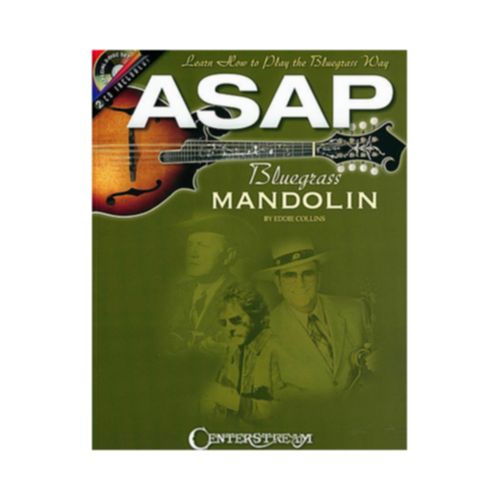 Learn How to Play the Bluegrass Way
2 CD INCLUDED!
ASAP
Bluegrass
MANDOLIN
BY EDDIE COLLINS
CENTERSTREAM